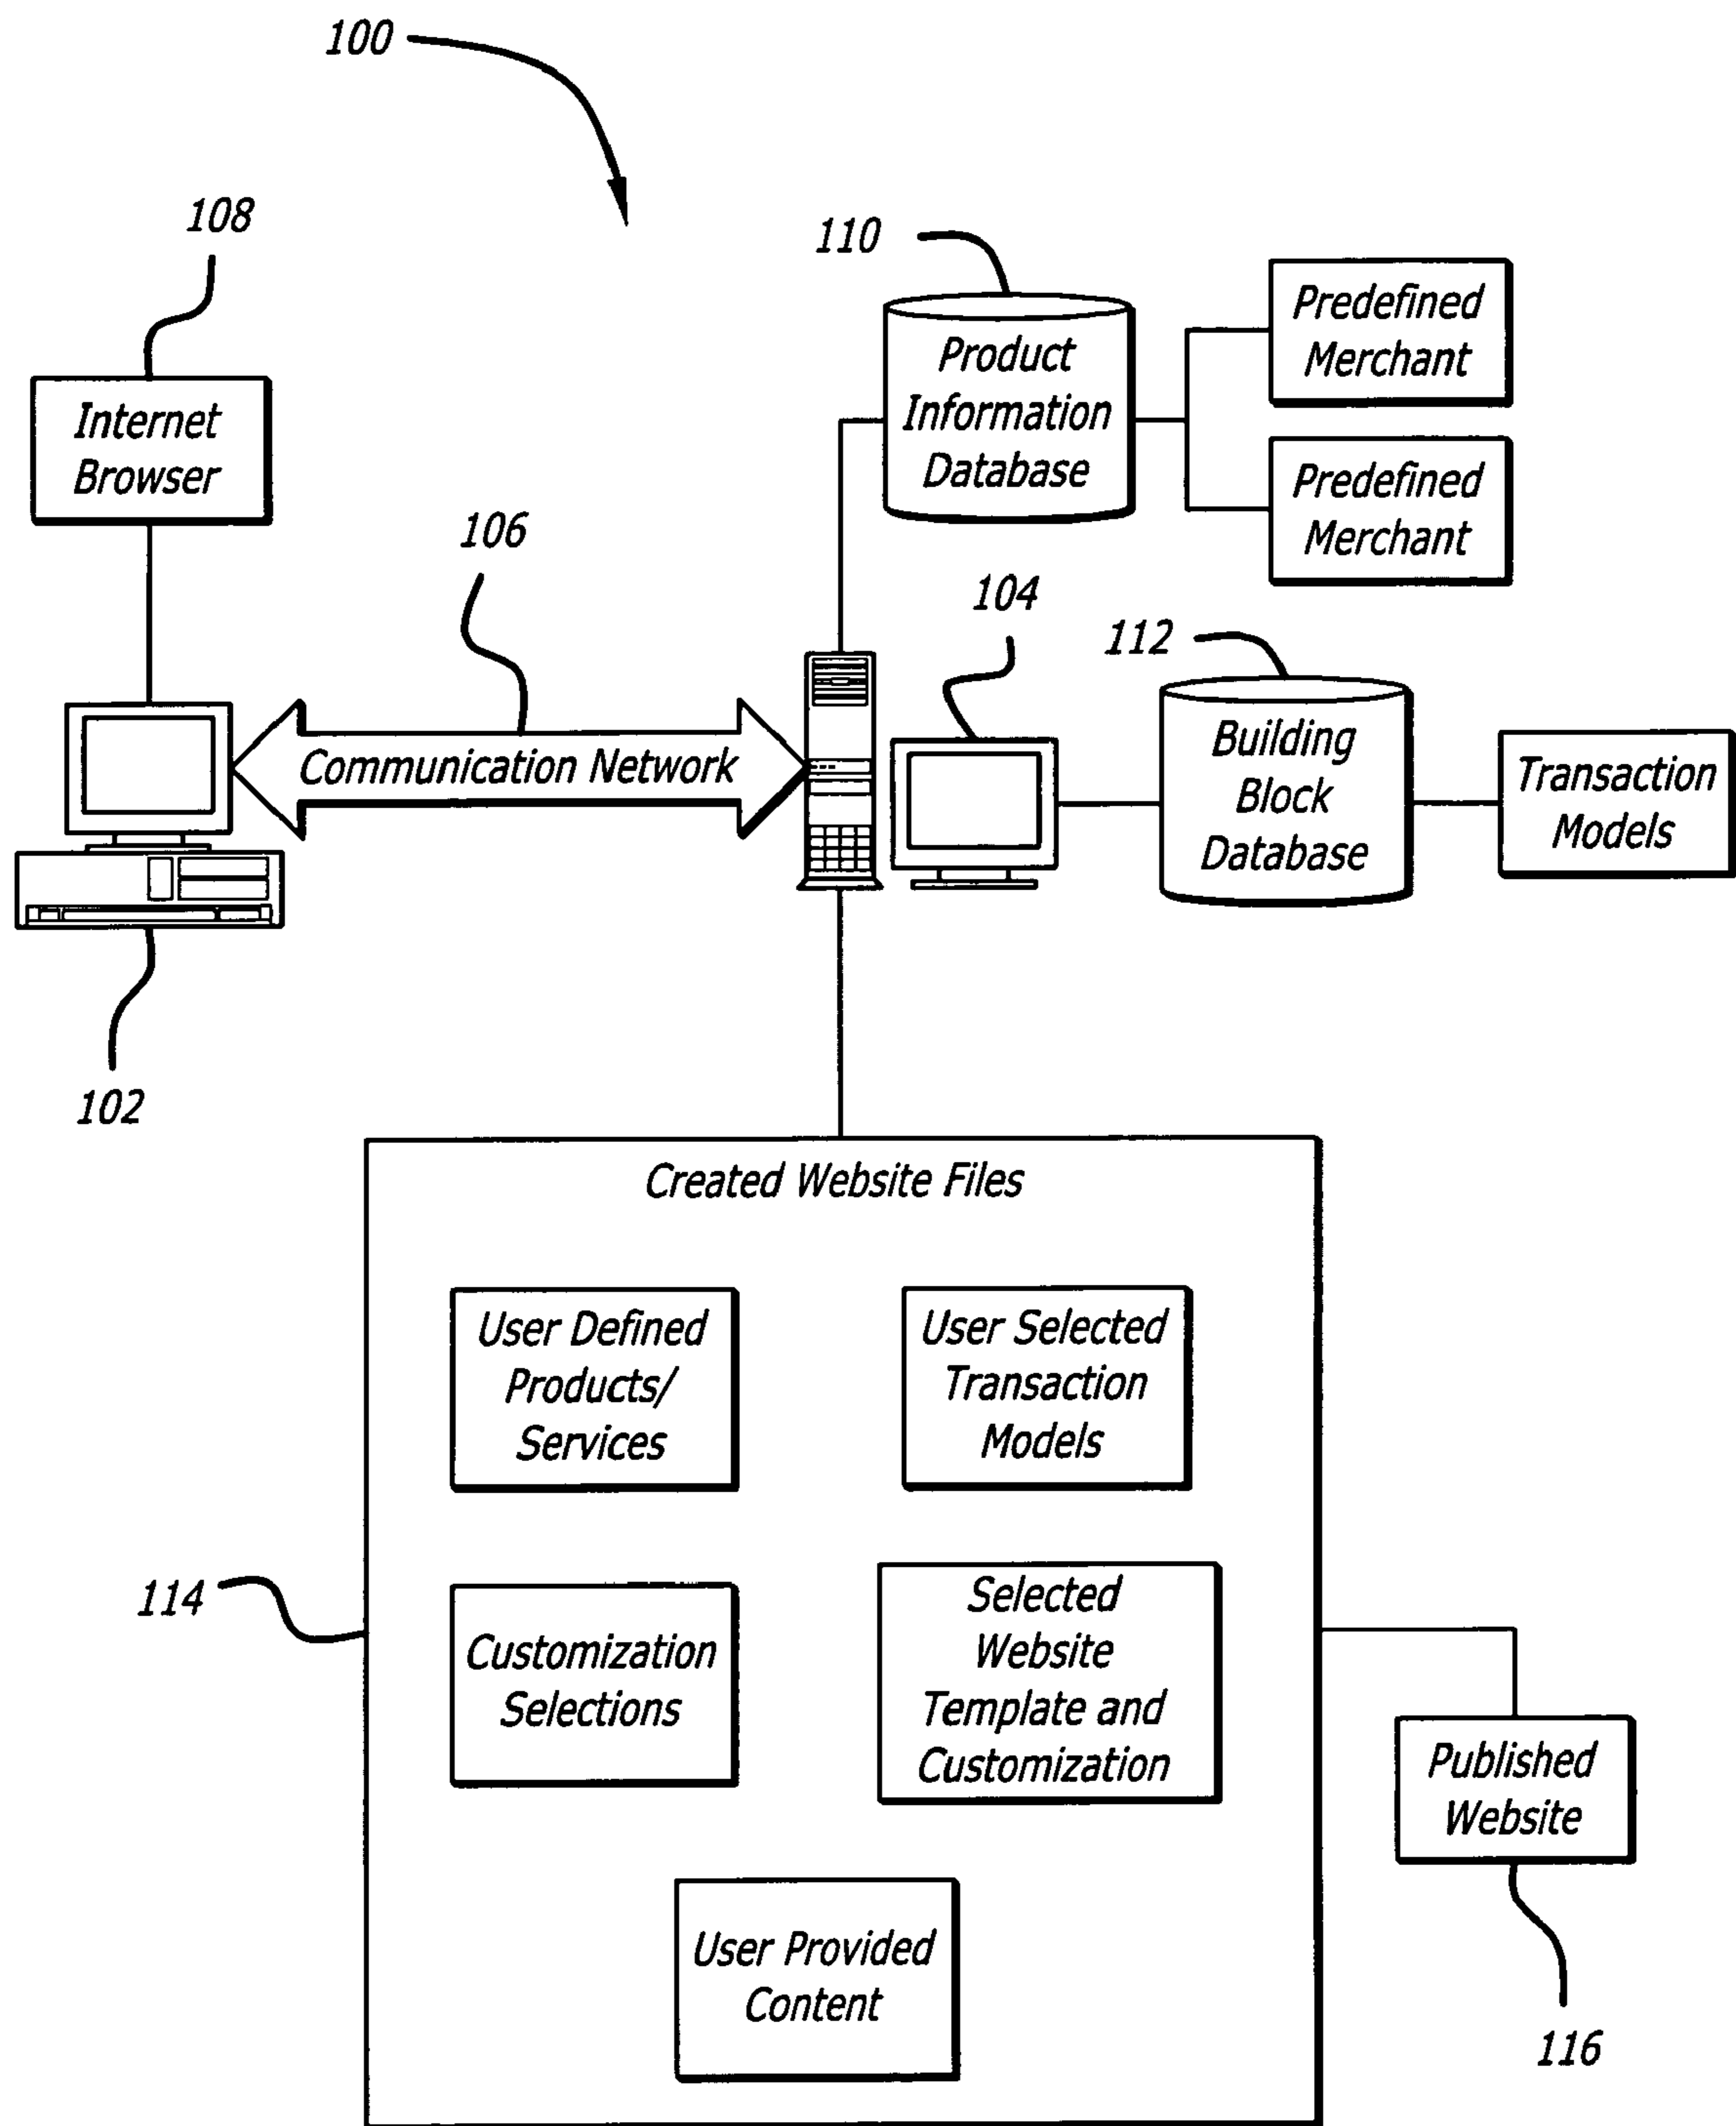 100
108
110
Internet
Browser
Product
Information
Database
Predefined
Merchant
Predefined
Merchant
106
104
112
Communication Network
Building
Block
Database
Transaction
Models
102
Created Website Files
User Defined
Products/
Services
User Selected
Transaction
Models
114
Customization
Selections
Selected
Website
Template and
Customization
Published
Website
User Provided
Content
116